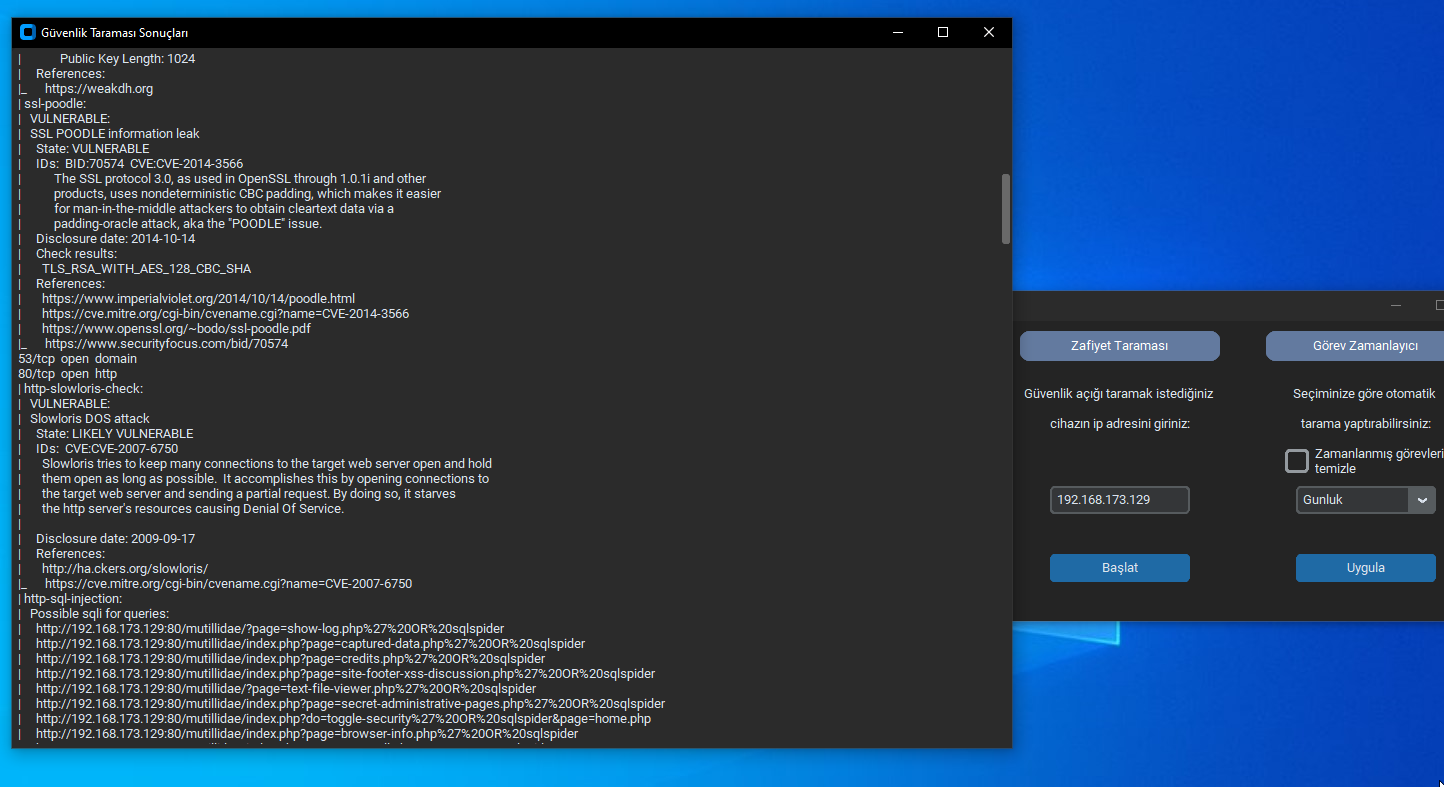 Güvenlik Taraması Sonuçları
| Public Key Length: 1024
| References:
|_ https://weakdh.org
| ssl-poodle:
| VULNERABLE:
| SSL POODLE information leak
| State: VULNERABLE
| IDs: BID:70574 CVE:CVE-2014-3566
| The SSL protocol 3.0, as used in OpenSSL through 1.0.1i and other
| products, uses nondeterministic CBC padding, which makes it easier
| for man-in-the-middle attackers to obtain cleartext data via a
| padding-oracle attack, aka the "POODLE" issue.
| Disclosure date: 2014-10-14
| Check results:
| TLS_RSA_WITH_AES_128_CBC_SHA
| References:
| https://www.imperialviolet.org/2014/10/14/poodle.html
| https://cve.mitre.org/cgi-bin/cvename.cgi?name=CVE-2014-3566
| https://www.openssl.org/~bodo/ssl-poodle.pdf
|_ https://www.securityfocus.com/bid/70574
53/tcp open domain
80/tcp open http
| http-slowloris-check:
| VULNERABLE:
| Slowloris DOS attack
| State: LIKELY VULNERABLE
| IDs: CVE:CVE-2007-6750
| Slowloris tries to keep many connections to the target web server open and hold
| them open as long as possible. It accomplishes this by opening connections to
| the target web server and sending a partial request. By doing so, it starves
| the http server's resources causing Denial Of Service.
|
| Disclosure date: 2009-09-17
| References:
| http://ha.ckers.org/slowloris/
|_ https://cve.mitre.org/cgi-bin/cvename.cgi?name=CVE-2007-6750
| http-sql-injection:
| Possible sqli for queries:
| http://192.168.173.129:80/mutillidae/?page=show-log.php%27%20OR%20sqlspider
| http://192.168.173.129:80/mutillidae/index.php?page=captured-data.php%27%20OR%20sqlspider
| http://192.168.173.129:80/mutillidae/index.php?page=credits.php%27%20OR%20sqlspider
| http://192.168.173.129:80/mutillidae/index.php?page=site-footer-xss-discussion.php%27%20OR%20sqlspider
| http://192.168.173.129:80/mutillidae/?page=text-file-viewer.php%27%20OR%20sqlspider
| http://192.168.173.129:80/mutillidae/index.php?page=secret-administrative-pages.php%27%20OR%20sqlspider
| http://192.168.173.129:80/mutillidae/index.php?do=toggle-security%27%20OR%20sqlspider&page=home.php
| http://192.168.173.129:80/mutillidae/index.php?page=browser-info.php%27%20OR%20sqlspider
Zafiyet Taraması
Güvenlik açığı taramak istediğiniz
cihazın ip adresini giriniz:
192.168.173.129
Başlat
Görev Zamanlayıcı
Seçiminize göre otomatik
tarama yaptırabilirsiniz:
Zamanlanmış görevleri
temizle
Gunluk
Uygula